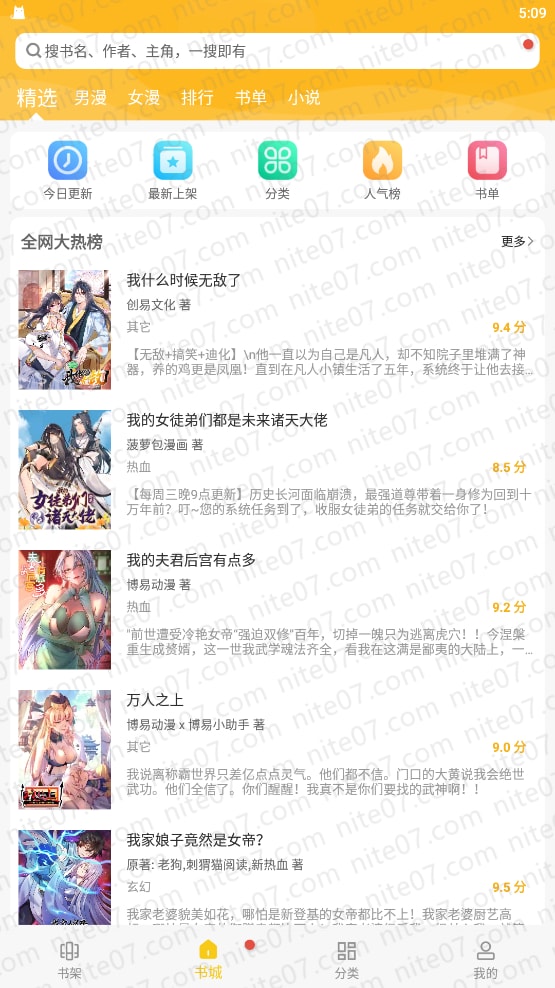 5:09
搜书名、作者、主角，一搜即有
精选 男漫 女漫 排行 书单 小说
今日更新 最新上架 分类 人气榜 书单
全网大热榜 更多
我什么时候无敌了
创易文化 著
其它 9.4 分
【无敌+搞笑+迪化】\n他一直以为自己是凡人，却不知院子里堆满了神
器，养的鸡更是凤凰！直到在凡人小镇生活了五年，系统终于让他去接...
我的女徒弟们都是未来诸天大佬
菠萝包漫画 著
热血 8.5 分
【每周三晚9点更新】历史长河面临崩溃，最强道尊带着一身修为回到十
万年前？叮~您的系统任务到了，收服女徒弟的任务就交给你了！
女徒弟们
诸天大佬
我的夫君后宫有点多
博易动漫 著
热血 9.2 分
"前世遭受冷艳女帝“强迫双修”百年，切掉一魄只为逃离虎穴！！今涅槃
重生成赘婿，这一世我武学魂法齐全，看我在这满是鄙夷的大陆上，一...
万人之上
博易动漫 x 博易小助手 著
其它 9.0 分
我说离称霸世界只差亿点点灵气。他们都不信。门口的大黄说我会绝世
武功。他们全信了。你们醒醒！我真不是你们要找的武神啊！！
我家娘子竟然是女帝？
原著: 老狗,刺猬猫阅读,新热血 著
玄幻 9.5 分
我家老婆貌美如花，哪怕是新登基的女帝都比不上！我家老婆厨艺高
书架 书城 分类 我的
nite07.com